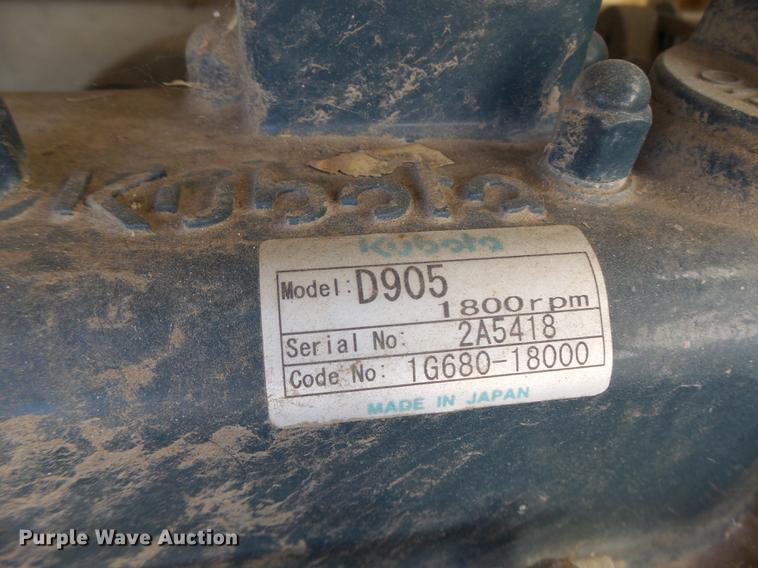 Kubota
Kubota
Model: D905
1800rpm
Serial No: 2A5418
Code No: 1G680-18000
MADE IN JAPAN
Purple Wave Auction